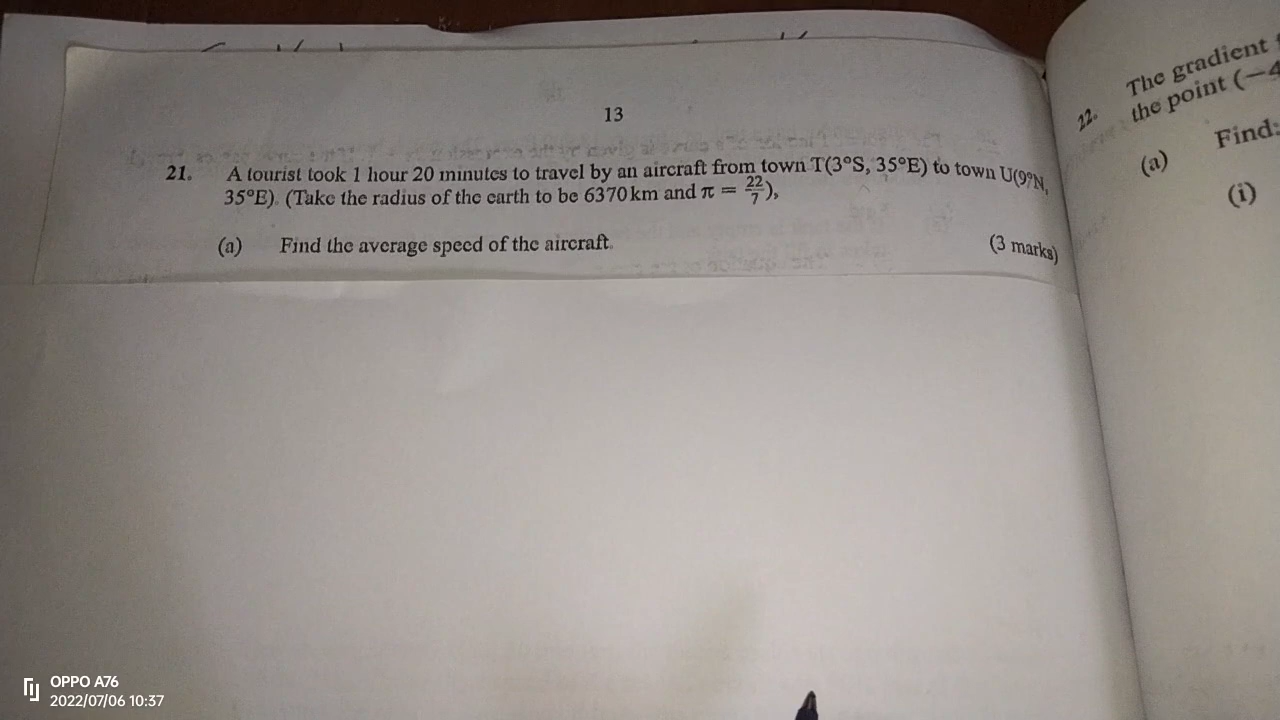 13
21. A tourist took 1 hour 20 minutes to travel by an aircraft from town T(3°S, 35°E) to town U(9°N,
35°E). (Take the radius of the earth to be 6370 km and π = 22/7),
(a) Find the average speed of the aircraft. (3 marks)
22. The gradient
the point (−4
Find:
(a)
(i)
OPPO A76
2022/07/06 10:37